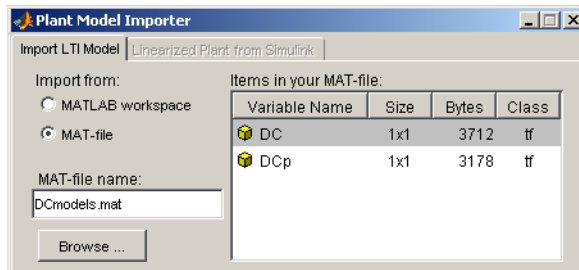 Plant Model Importer
Import LTI Model Linearized Plant from Simulink
Import from:
MATLAB workspace
MAT-file
MAT-file name:
DCmodels.mat
Browse ...
Items in your MAT-file:
Variable Name Size Bytes Class
DC 1x1 3712 tf
DCp 1x1 3178 tf